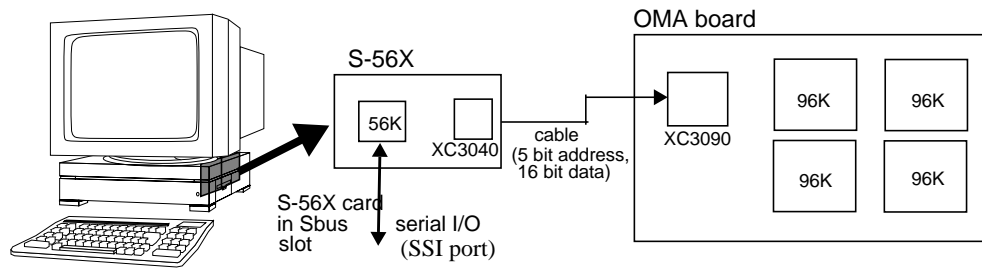 OMA board
S-56X
56K
XC3040
cable
(5 bit address,
16 bit data)
XC3090
96K
96K
96K
96K
S-56X card
in Sbus
slot
serial I/O
(SSI port)